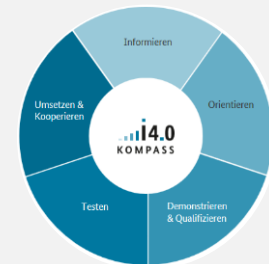 Informieren
Orientieren
Demonstrieren
& Qualifizieren
Testen
Umsetzen &
Kooperieren
i4.0
KOMPASS